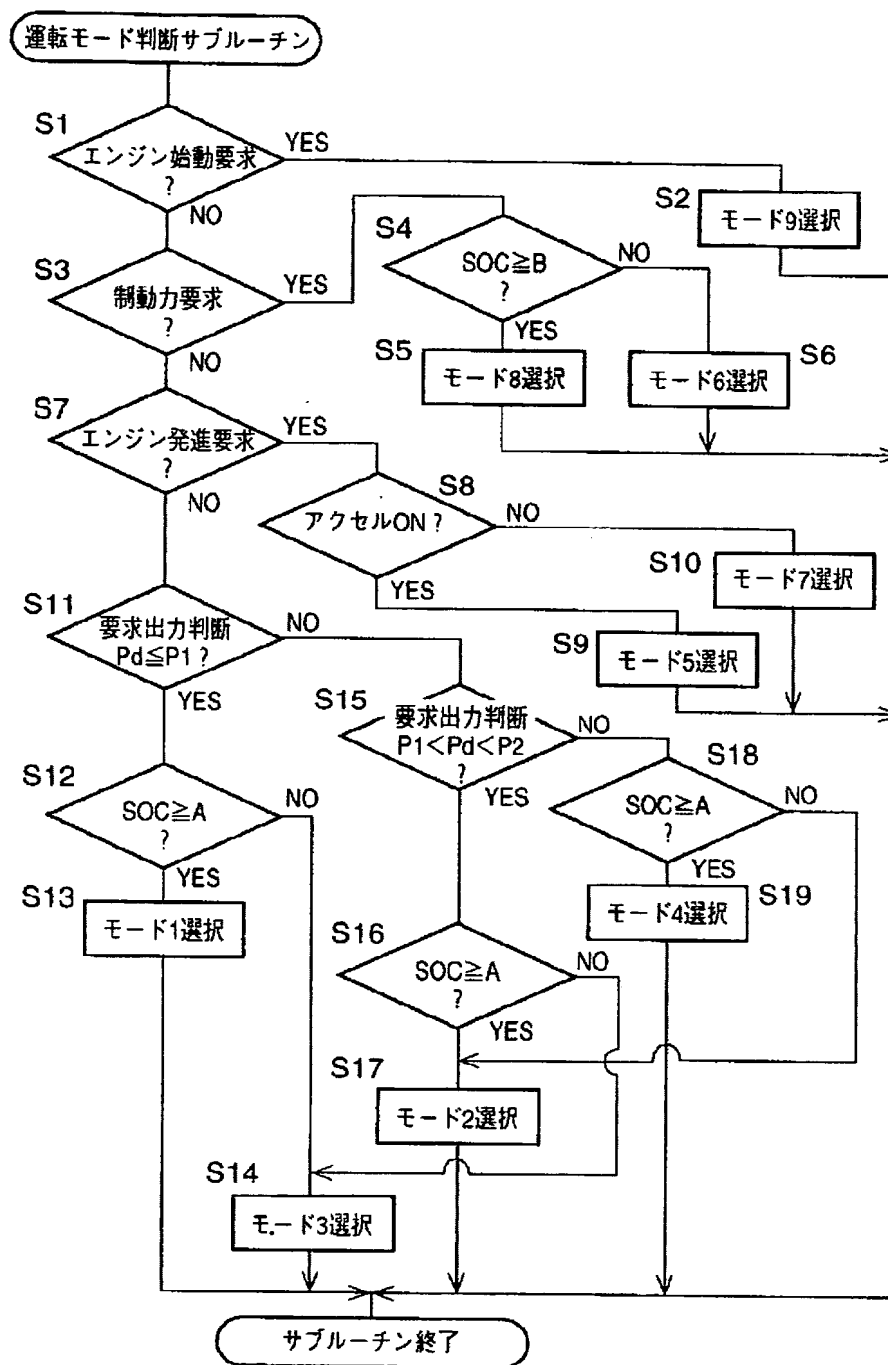 運転モード判断サブルーチン
S1
エンジン始動要求
?
YES
NO
S2
モード9選択
S3
制動力要求
?
YES
NO
S4
SOC≧B
?
NO
YES
S5
モード8選択
S6
モード6選択
S7
エンジン発進要求
?
YES
NO
S8
アクセルON?
NO
YES
S10
モード7選択
S9
モード5選択
S11
要求出力判断
Pd≦P1?
NO
YES
S15
要求出力判断
P1<Pd<P2
?
NO
YES
S12
SOC≧A
?
NO
YES
S18
SOC≧A
?
NO
YES
S13
モード1選択
S19
モード4選択
S16
SOC≧A
?
NO
YES
S17
モード2選択
S14
モード3選択
サブルーチン終了